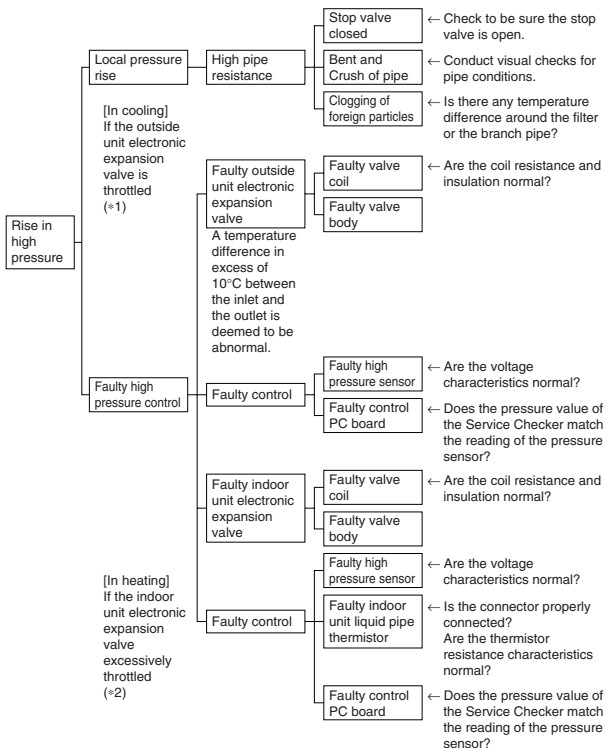 Rise in
high
pressure
Local pressure
rise
High pipe
resistance
Stop valve
closed
← Check to be sure the stop
valve is open.
Bent and
Crush of pipe
← Conduct visual checks for
pipe conditions.
Clogging of
foreign particles
← Is there any temperature
difference around the filter
or the branch pipe?
[In cooling]
If the outside
unit electronic
expansion
valve is
throttled
(*1)
Faulty high
pressure control
Faulty outside
unit electronic
expansion
valve
A temperature
difference in
excess of
10°C between
the inlet and
the outlet is
deemed to be
abnormal.
Faulty valve
coil
← Are the coil resistance and
insulation normal?
Faulty valve
body
Faulty control
Faulty high
pressure sensor
← Are the voltage
characteristics normal?
Faulty control
PC board
← Does the pressure value of
the Service Checker match
the reading of the pressure
sensor?
[In heating]
If the indoor
unit electronic
expansion
valve
excessively
throttled
(*2)
Faulty indoor
unit electronic
expansion
valve
Faulty valve
coil
← Are the coil resistance and
insulation normal?
Faulty valve
body
Faulty control
Faulty high
pressure sensor
← Are the voltage
characteristics normal?
Faulty indoor
unit liquid pipe
thermistor
← Is the connector properly
connected?
Are the thermistor
resistance characteristics
normal?
Faulty control
PC board
← Does the pressure value of
the Service Checker match
the reading of the pressure
sensor?